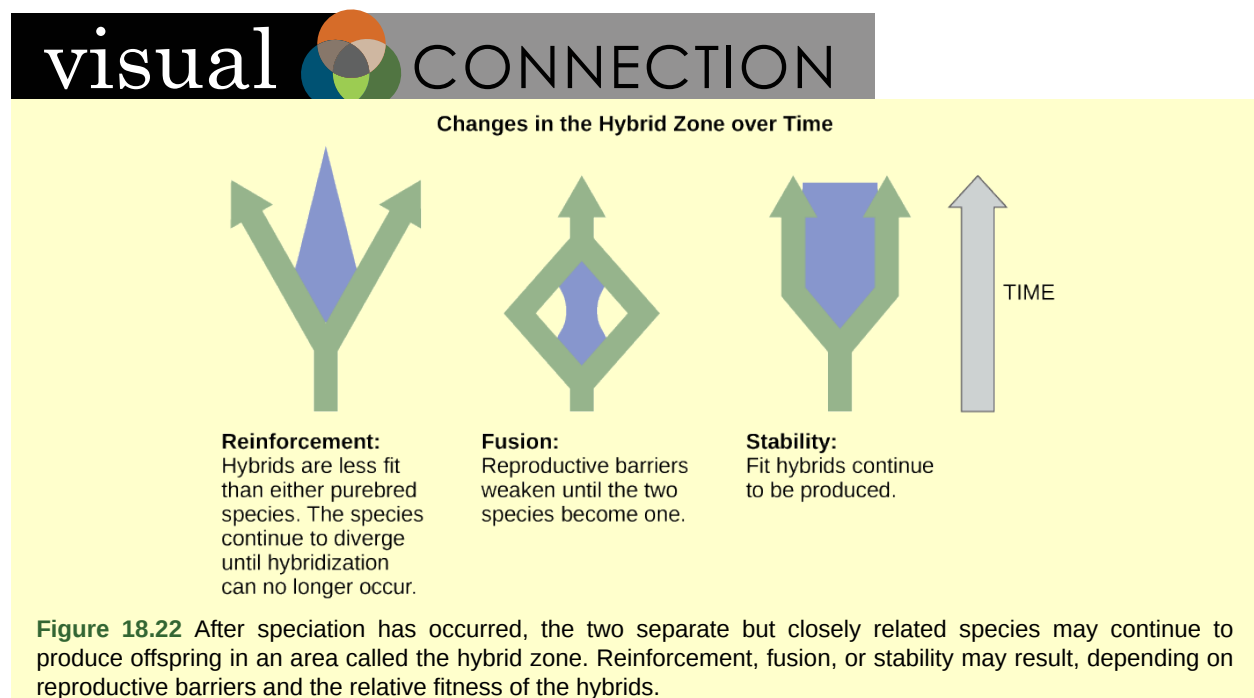 visual CONNECTION
Changes in the Hybrid Zone over Time
TIME
Reinforcement:
Hybrids are less fit
than either purebred
species. The species
continue to diverge
until hybridization
can no longer occur.
Fusion:
Reproductive barriers
weaken until the two
species become one.
Stability:
Fit hybrids continue
to be produced.
Figure 18.22 After speciation has occurred, the two separate but closely related species may continue to
produce offspring in an area called the hybrid zone. Reinforcement, fusion, or stability may result, depending on
reproductive barriers and the relative fitness of the hybrids.